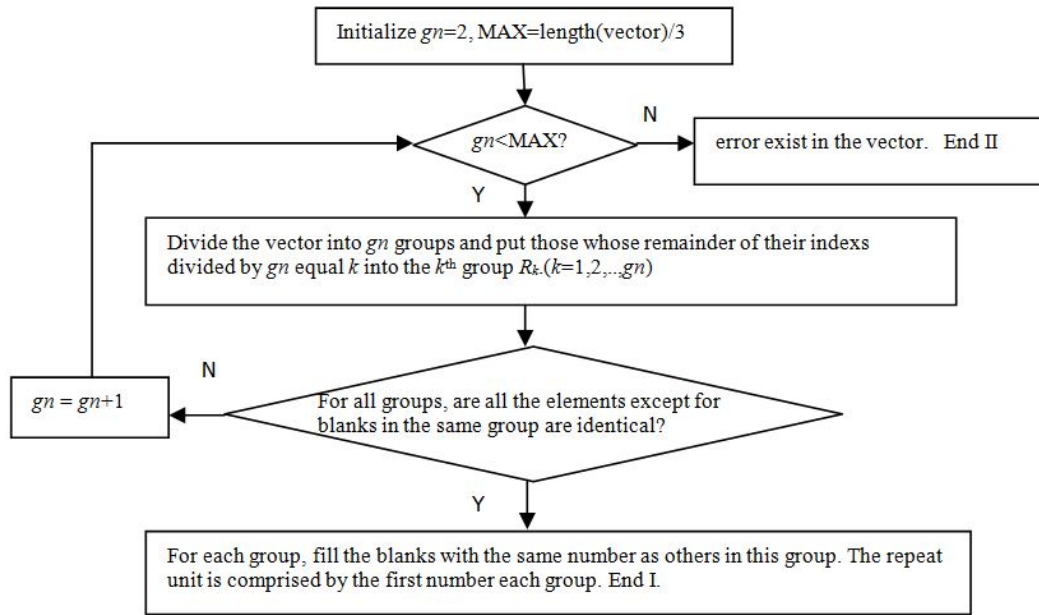 Initialize gn=2, MAX=length(vector)/3
gn<MAX?
N
error exist in the vector. End II
Y
Divide the vector into gn groups and put those whose remainder of their indexs
divided by gn equal k into the kth group Rk.(k=1,2,..,gn)
N
gn = gn+1
For all groups, are all the elements except for
blanks in the same group are identical?
Y
For each group, fill the blanks with the same number as others in this group. The repeat
unit is comprised by the first number each group. End I.